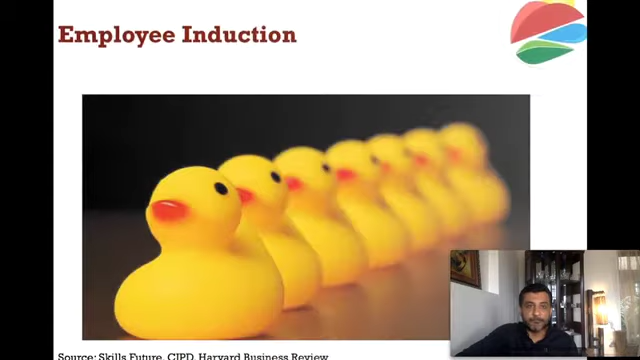 Employee Induction
Source: Skills Future, CIPD, Harvard Business Review